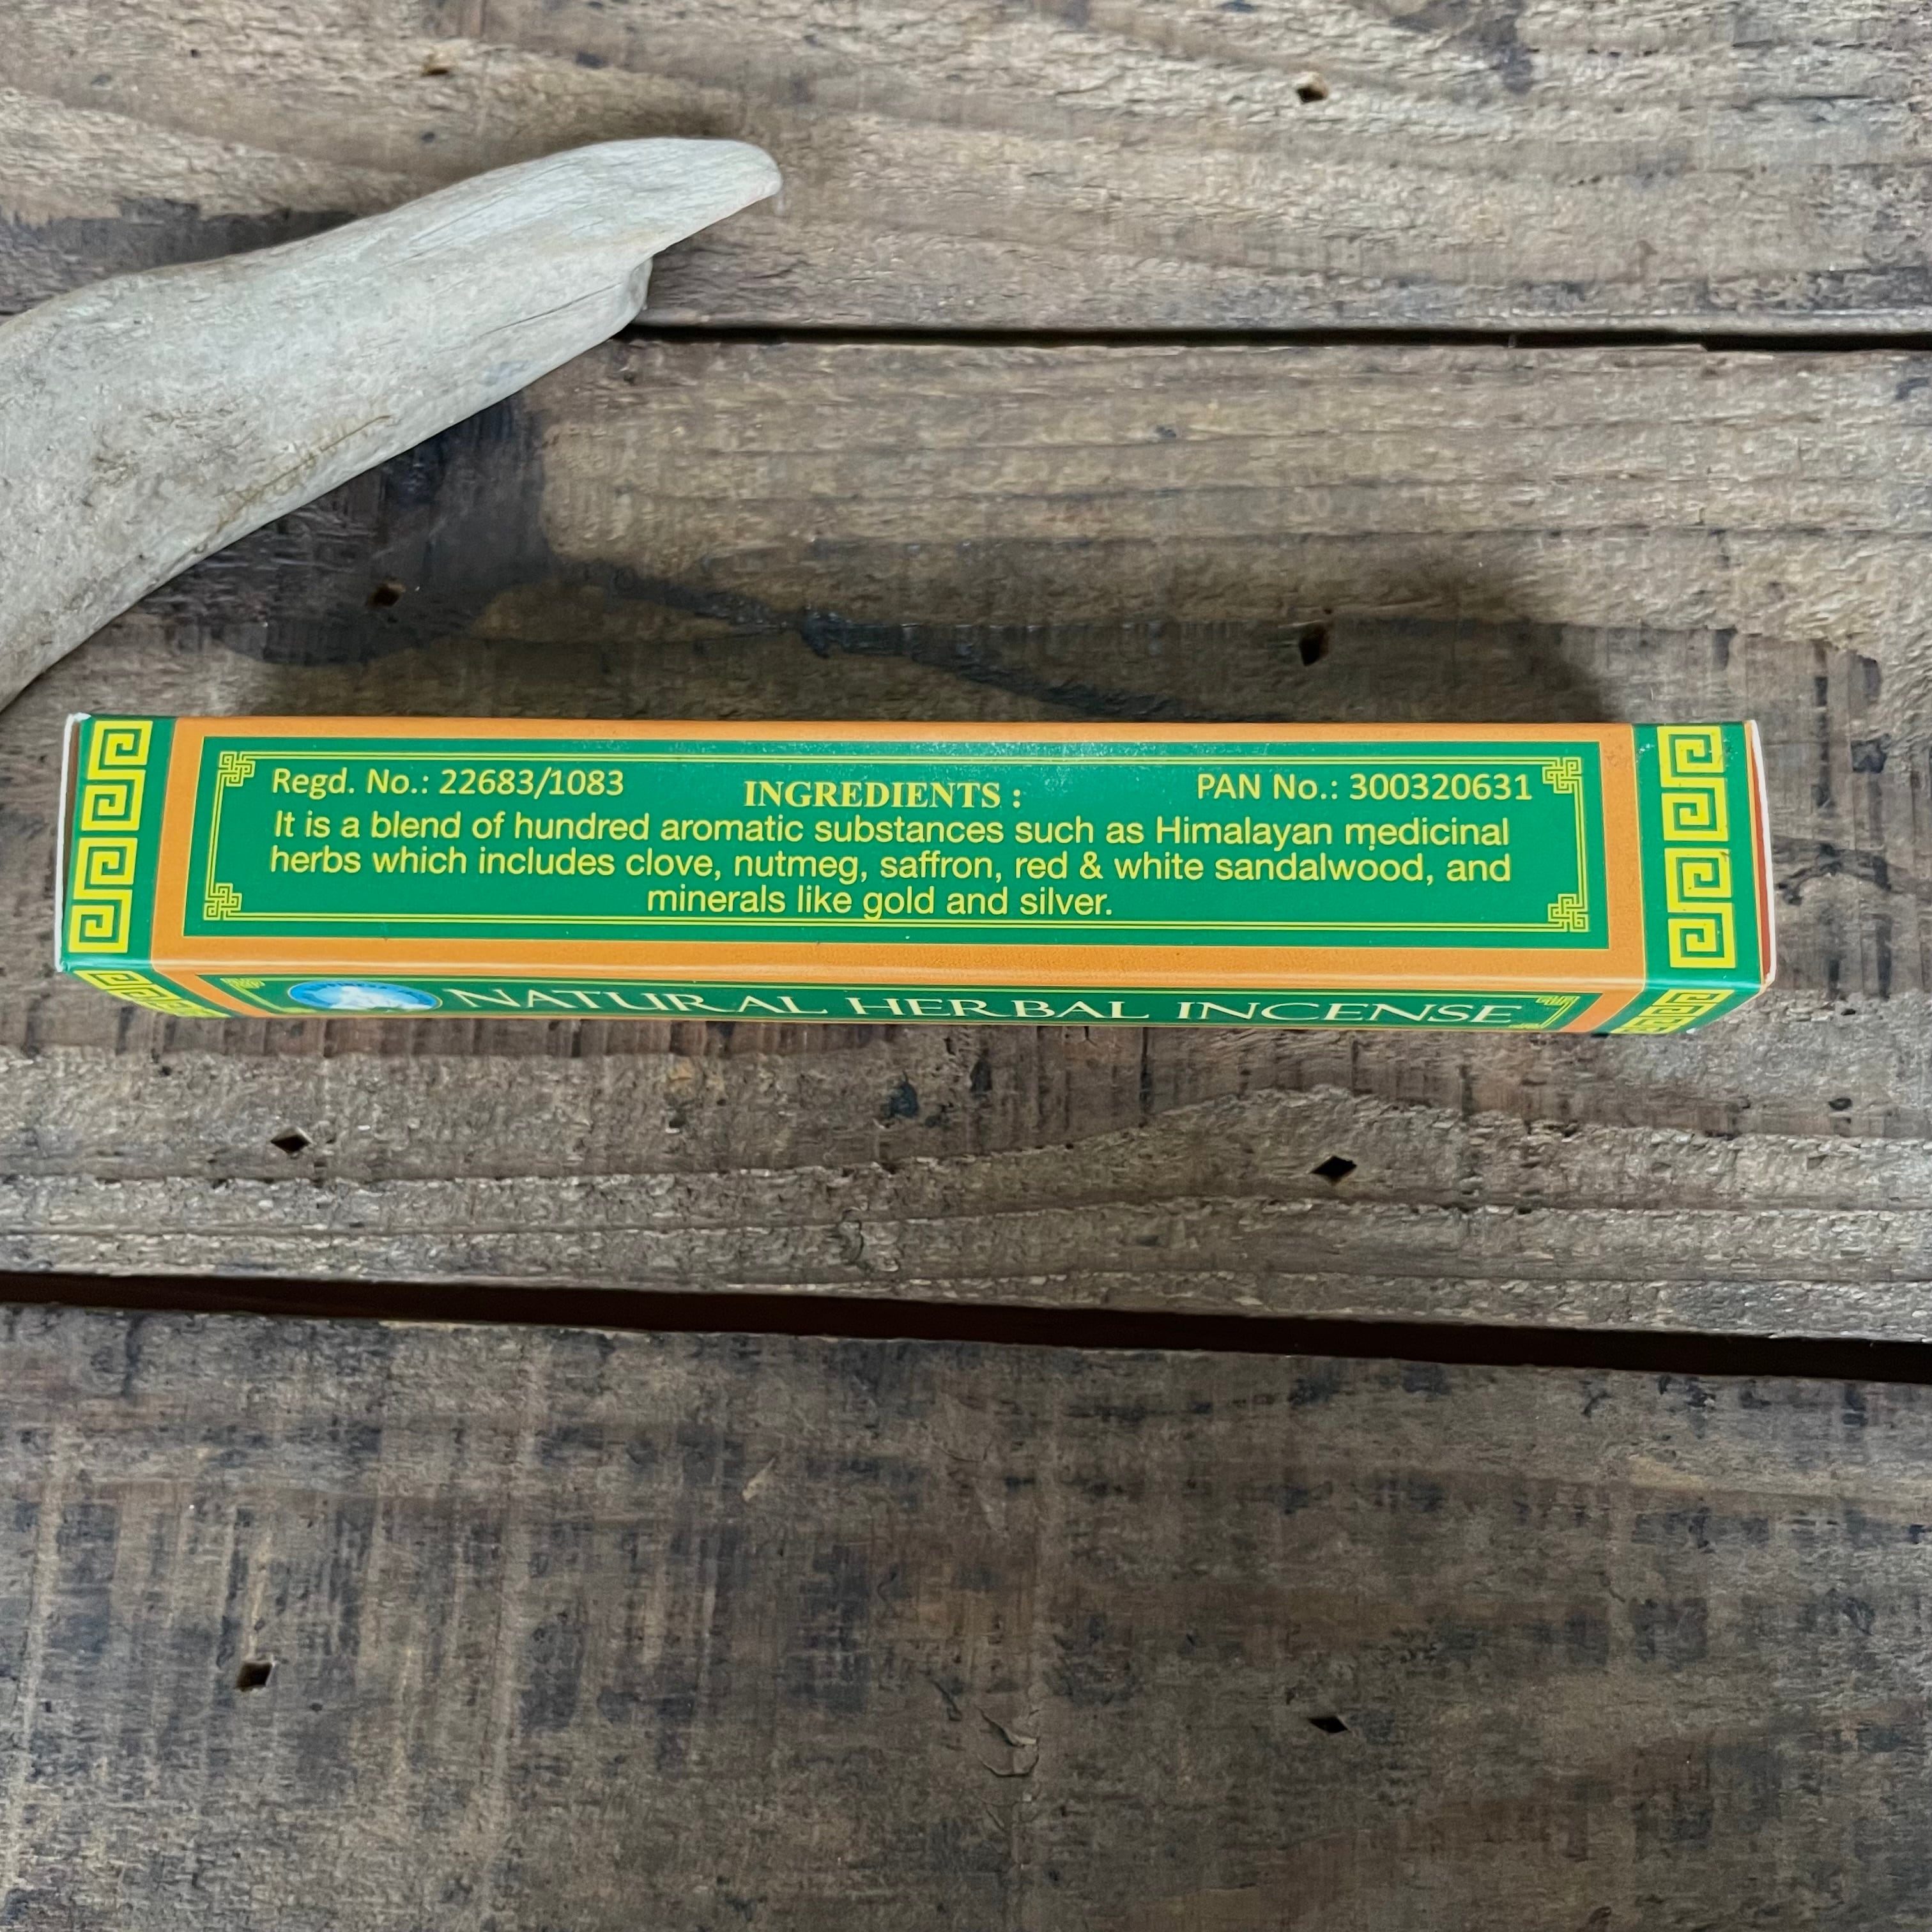 Regd. No.: 22683/1083
INGREDIENTS :
PAN No.: 300320631
It is a blend of hundred aromatic substances such as Himalayan medicinal
herbs which includes clove, nutmeg, saffron, red & white sandalwood, and
minerals like gold and silver.
NATURAL HERBAL INCENSE